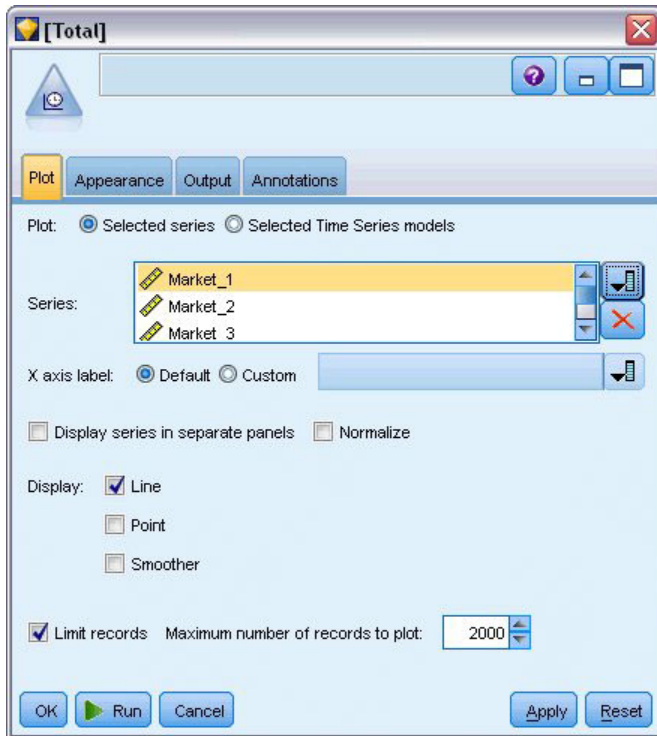 [Total]
Plot Appearance Output Annotations
Plot: Selected series Selected Time Series models
Series:
Market_1
Market_2
Market_3
X axis label: Default Custom
Display series in separate panels Normalize
Display: Line
Point
Smoother
Limit records Maximum number of records to plot: 2000
OK Run Cancel Apply Reset